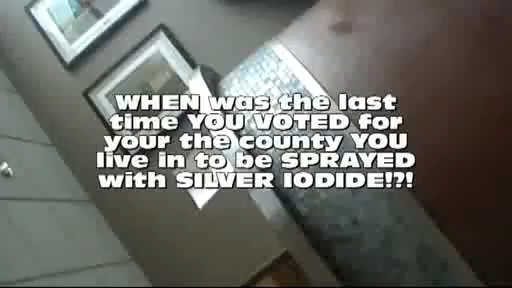 WHEN was the last
time YOU VOTED for
your the county YOU
live in to be SPRAYED
with SILVER IODIDE!?!